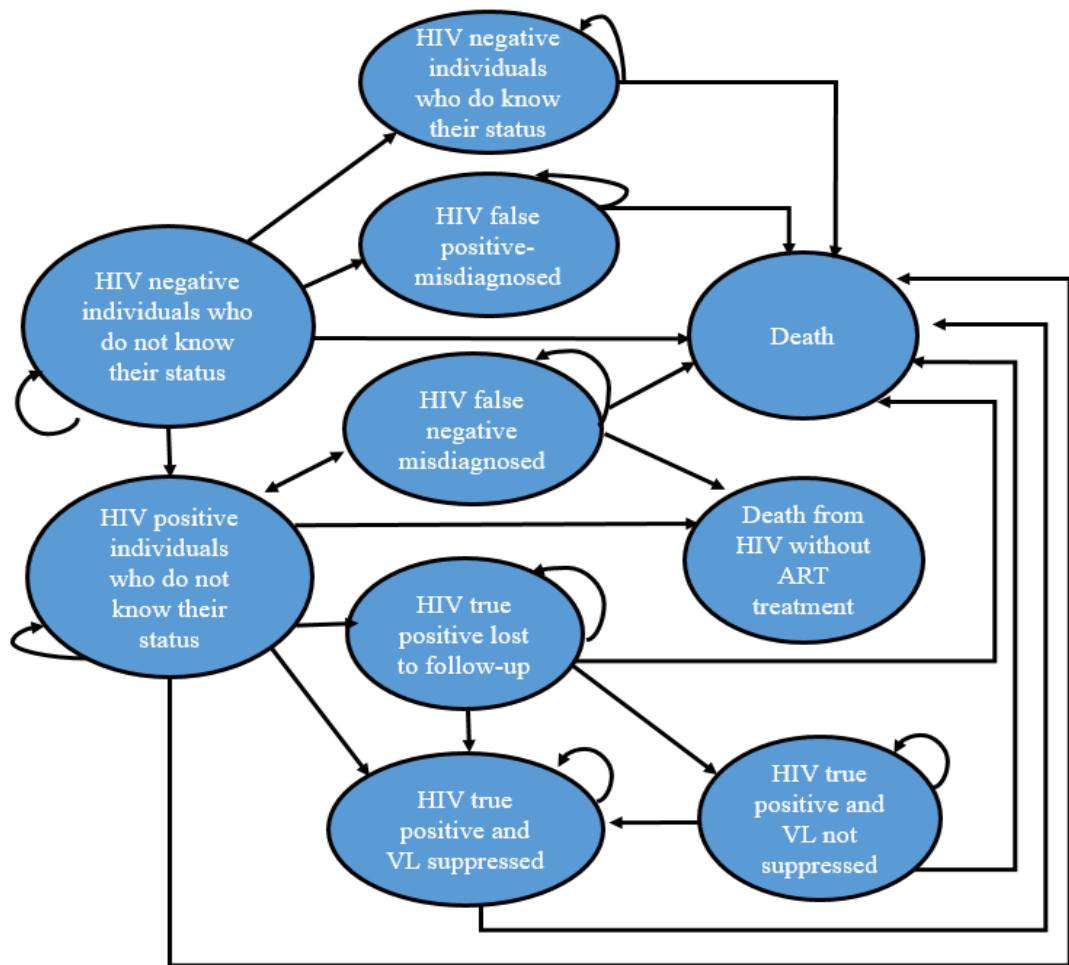 HIV negative
individuals
who do know
their status
HIV false
positive-
misdiagnosed
HIV negative
individuals who
do not know
their status
Death
HIV false
negative
misdiagnosed
HIV positive
individuals
who do not
know their
status
Death from
HIV without
ART
treatment
HIV true
positive lost
to follow-up
HIV true
positive and
VL suppressed
HIV true
positive and
VL not
suppressed